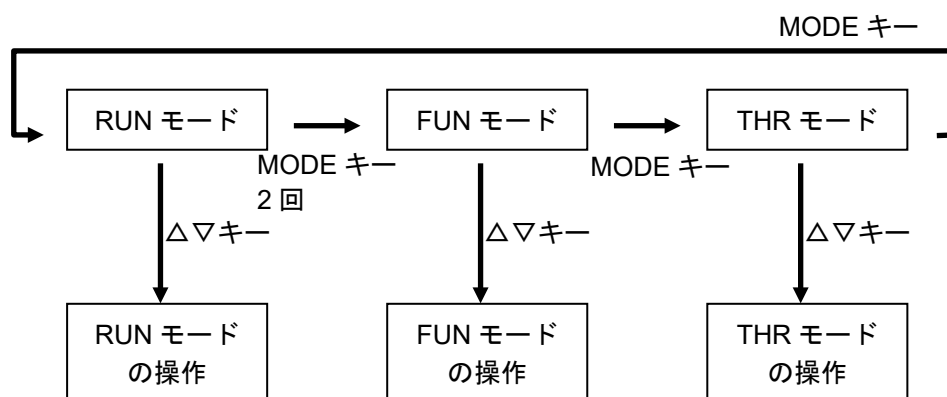 MODE キー
RUN モード
FUN モード
THR モード
MODE キー
2 回
MODE キー
△▽キー
△▽キー
△▽キー
RUN モード
の操作
FUN モード
の操作
THR モード
の操作